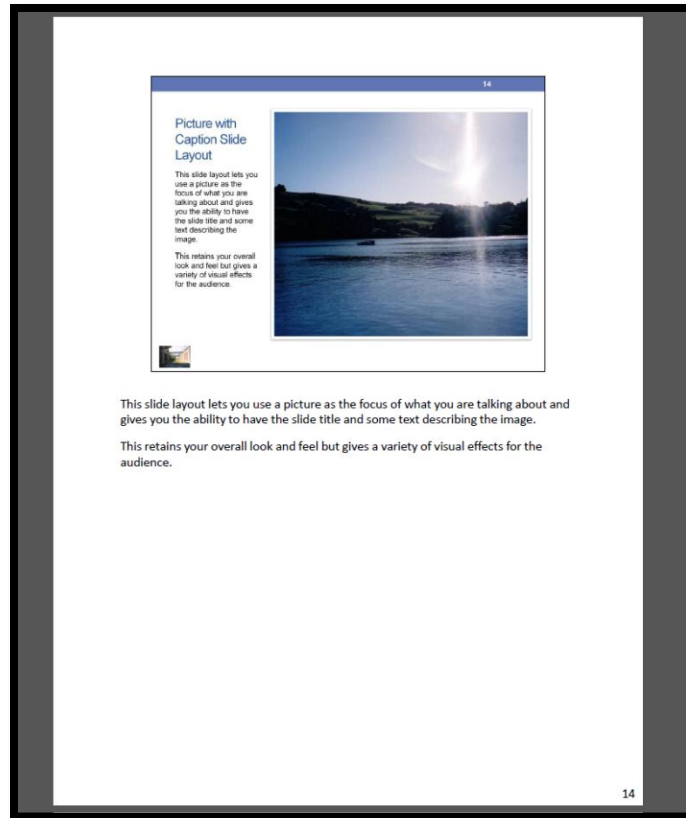 14
Picture with
Caption Slide
Layout
This slide layout lets you
use a picture as the
focus of what you are
talking about and gives
you the ability to have
the slide title and some
text describing the
image.
This retains your overall
look and feel but gives a
variety of visual effects
for the audience.
This slide layout lets you use a picture as the focus of what you are talking about and
gives you the ability to have the slide title and some text describing the image.
This retains your overall look and feel but gives a variety of visual effects for the
audience.
14